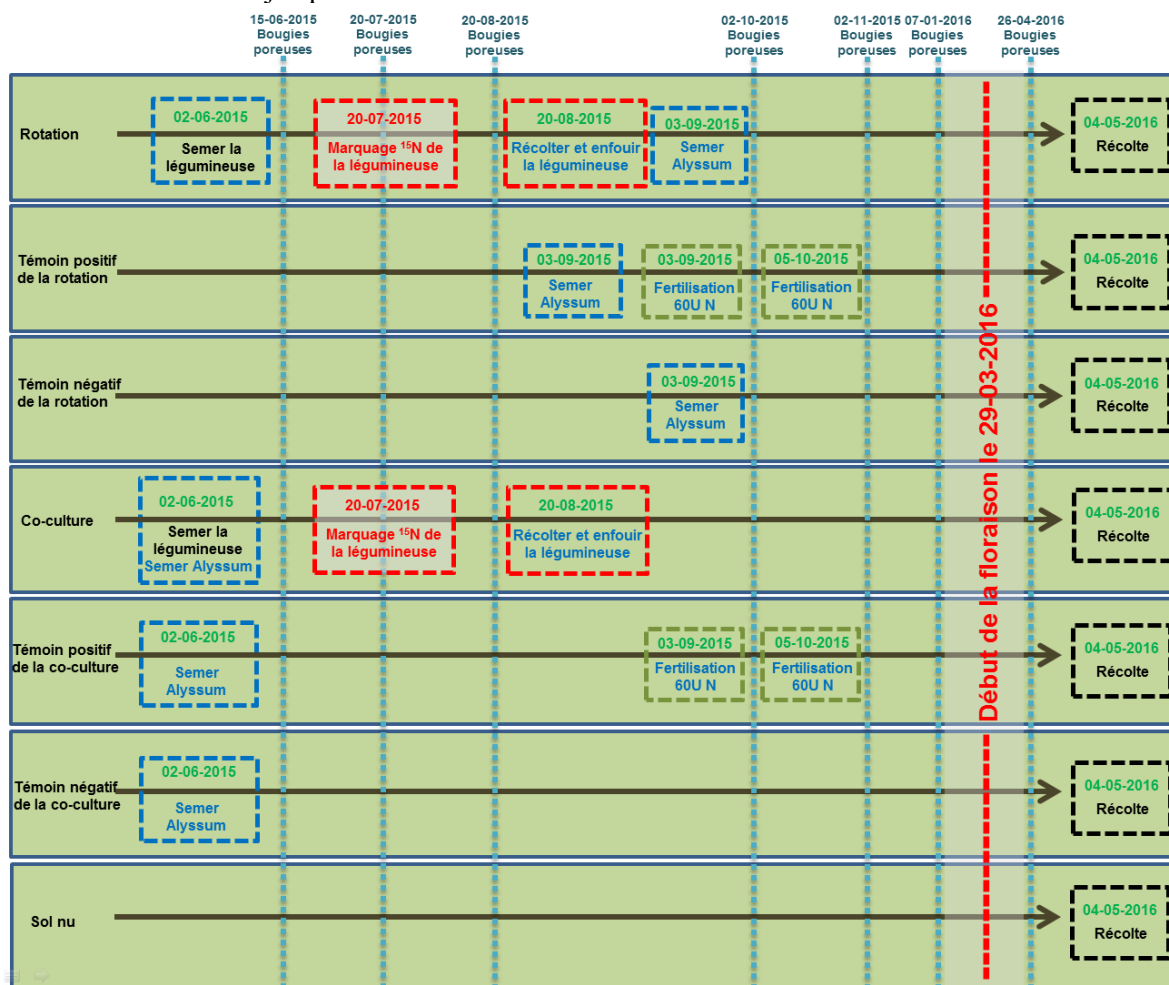 15-06-2015
Bougies
poreuses
20-07-2015
Bougies
poreuses
20-08-2015
Bougies
poreuses
02-10-2015
Bougies
poreuses
02-11-2015
Bougies
poreuses
07-01-2016
Bougies
poreuses
26-04-2016
Bougies
poreuses
Rotation
02-06-2015
Semer la
légumineuse
20-07-2015
Marquage ¹⁵N de
la légumineuse
20-08-2015
Récolter et enfouir
la légumineuse
03-09-2015
Semer
Alyssum
04-05-2016
Récolte
Témoin positif
de la rotation
03-09-2015
Semer
Alyssum
03-09-2015
Fertilisation
60U N
05-10-2015
Fertilisation
60U N
04-05-2016
Récolte
Témoin négatif
de la rotation
03-09-2015
Semer
Alyssum
04-05-2016
Récolte
Début de la floraison le 29-03-2016
Co-culture
02-06-2015
Semer la
légumineuse
Semer Alyssum
20-07-2015
Marquage ¹⁵N de
la légumineuse
20-08-2015
Récolter et enfouir
la légumineuse
04-05-2016
Récolte
Témoin positif
de la co-culture
02-06-2015
Semer
Alyssum
03-09-2015
Fertilisation
60U N
05-10-2015
Fertilisation
60U N
04-05-2016
Récolte
Témoin négatif
de la co-culture
02-06-2015
Semer
Alyssum
04-05-2016
Récolte
Sol nu
04-05-2016
Récolte